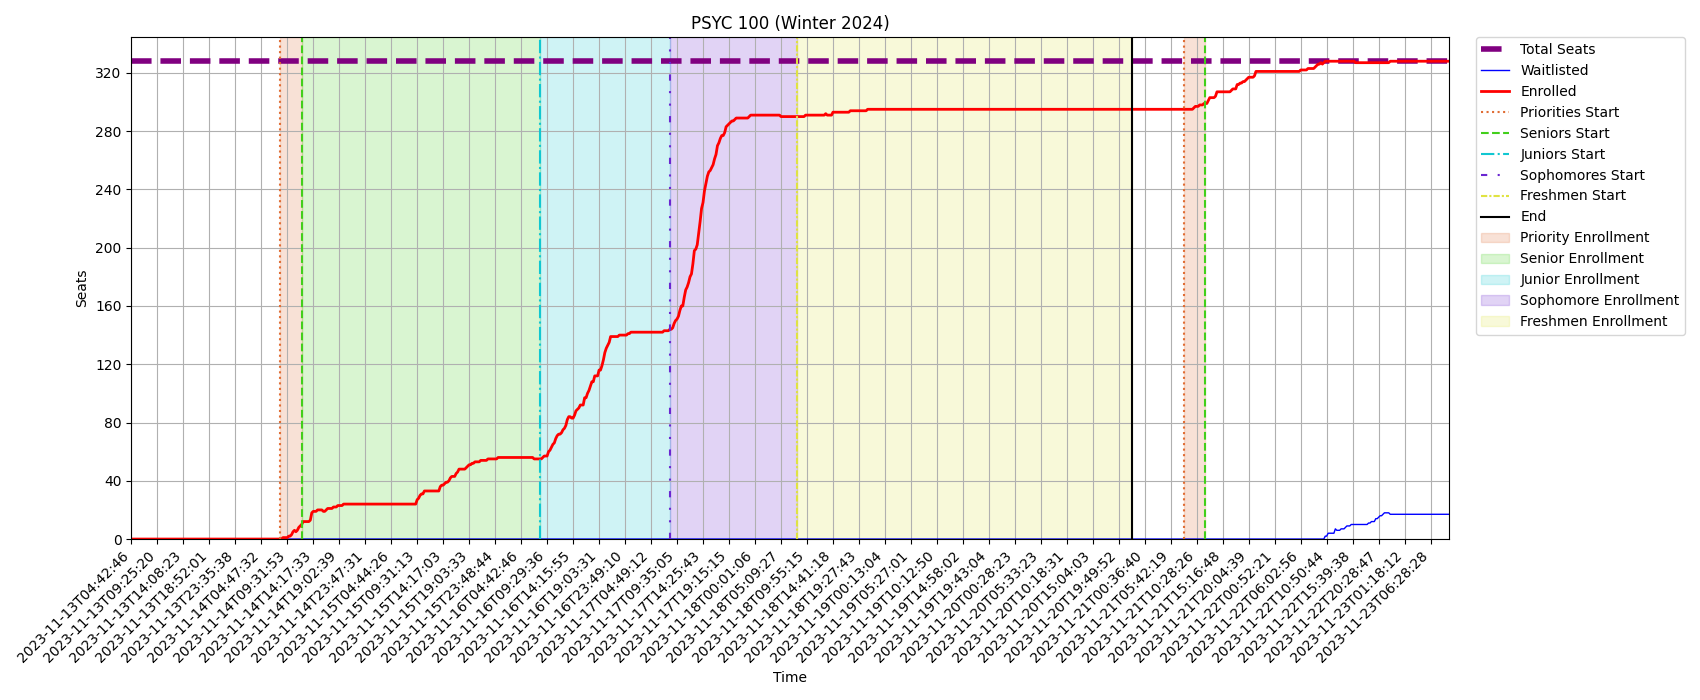 PSYC 100 (Winter 2024)
Seats
320
280
240
200
160
120
80
40
0
2023-11-13T04:42:46
2023-11-13T09:25:20
2023-11-13T14:08:23
2023-11-13T18:52:01
2023-11-13T23:35:38
2023-11-14T04:47:32
2023-11-14T09:31:53
2023-11-14T14:17:33
2023-11-14T19:02:39
2023-11-14T23:47:31
2023-11-15T04:44:26
2023-11-15T09:31:13
2023-11-15T14:17:03
2023-11-15T19:03:33
2023-11-15T23:48:44
2023-11-16T04:42:46
2023-11-16T09:29:36
2023-11-16T14:15:55
2023-11-16T19:03:31
2023-11-16T23:49:10
2023-11-17T04:49:12
2023-11-17T09:35:05
2023-11-17T14:25:43
2023-11-17T19:15:15
2023-11-18T00:01:06
2023-11-18T05:09:27
2023-11-18T09:55:15
2023-11-18T14:41:18
2023-11-18T19:27:43
2023-11-19T00:13:04
2023-11-19T05:27:01
2023-11-19T10:12:50
2023-11-19T14:58:02
2023-11-19T19:43:04
2023-11-20T00:28:23
2023-11-20T05:33:23
2023-11-20T10:18:31
2023-11-20T15:04:03
2023-11-20T19:49:52
2023-11-21T00:36:40
2023-11-21T05:42:19
2023-11-21T10:28:26
2023-11-21T15:16:48
2023-11-21T20:04:39
2023-11-22T00:52:21
2023-11-22T06:02:56
2023-11-22T10:50:44
2023-11-22T15:39:38
2023-11-22T20:28:47
2023-11-23T01:18:12
2023-11-23T06:28:28
Time
Total Seats
Waitlisted
Enrolled
Priorities Start
Seniors Start
Juniors Start
Sophomores Start
Freshmen Start
End
Priority Enrollment
Senior Enrollment
Junior Enrollment
Sophomore Enrollment
Freshmen Enrollment